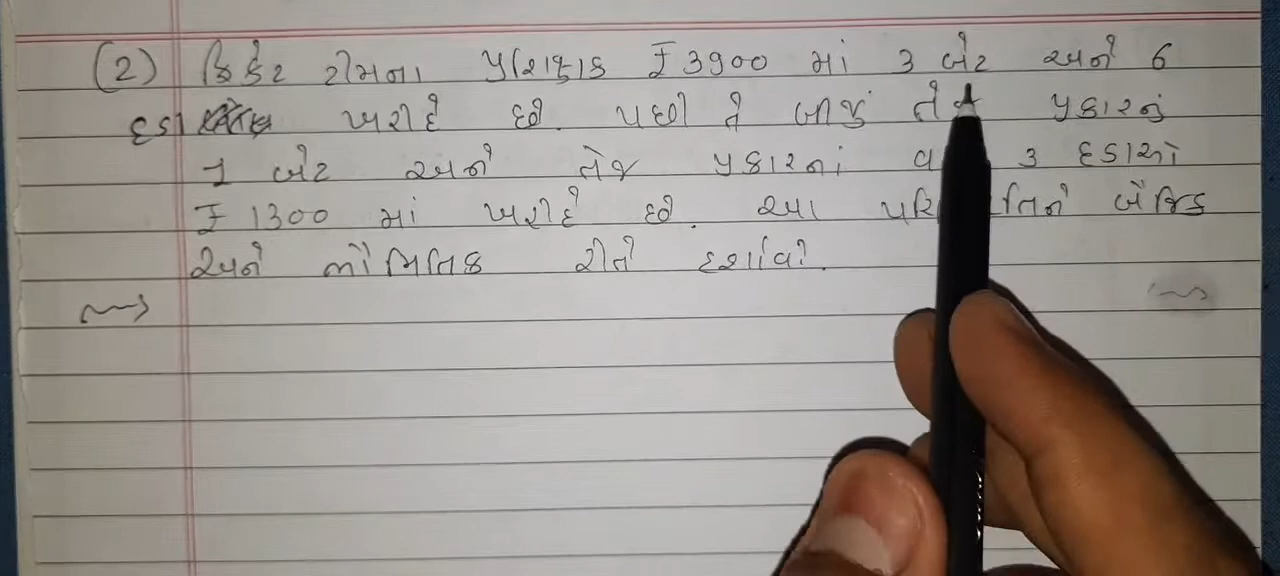 (2) ક્રિકેટ ટીમના પ્રશિક્ષકે ₹ 3900 માં 3 બેટ અને 6
દડા ખરીદે છે. પછી તે બીજું તે પ્રકારનું
1 બેટ અને તેજ પ્રકારનાં 3 દડાઓ
₹ 1300 માં ખરીદે છે. આ બૈજિક
અને ભૌમિતિક રીતે દર્શાવો.